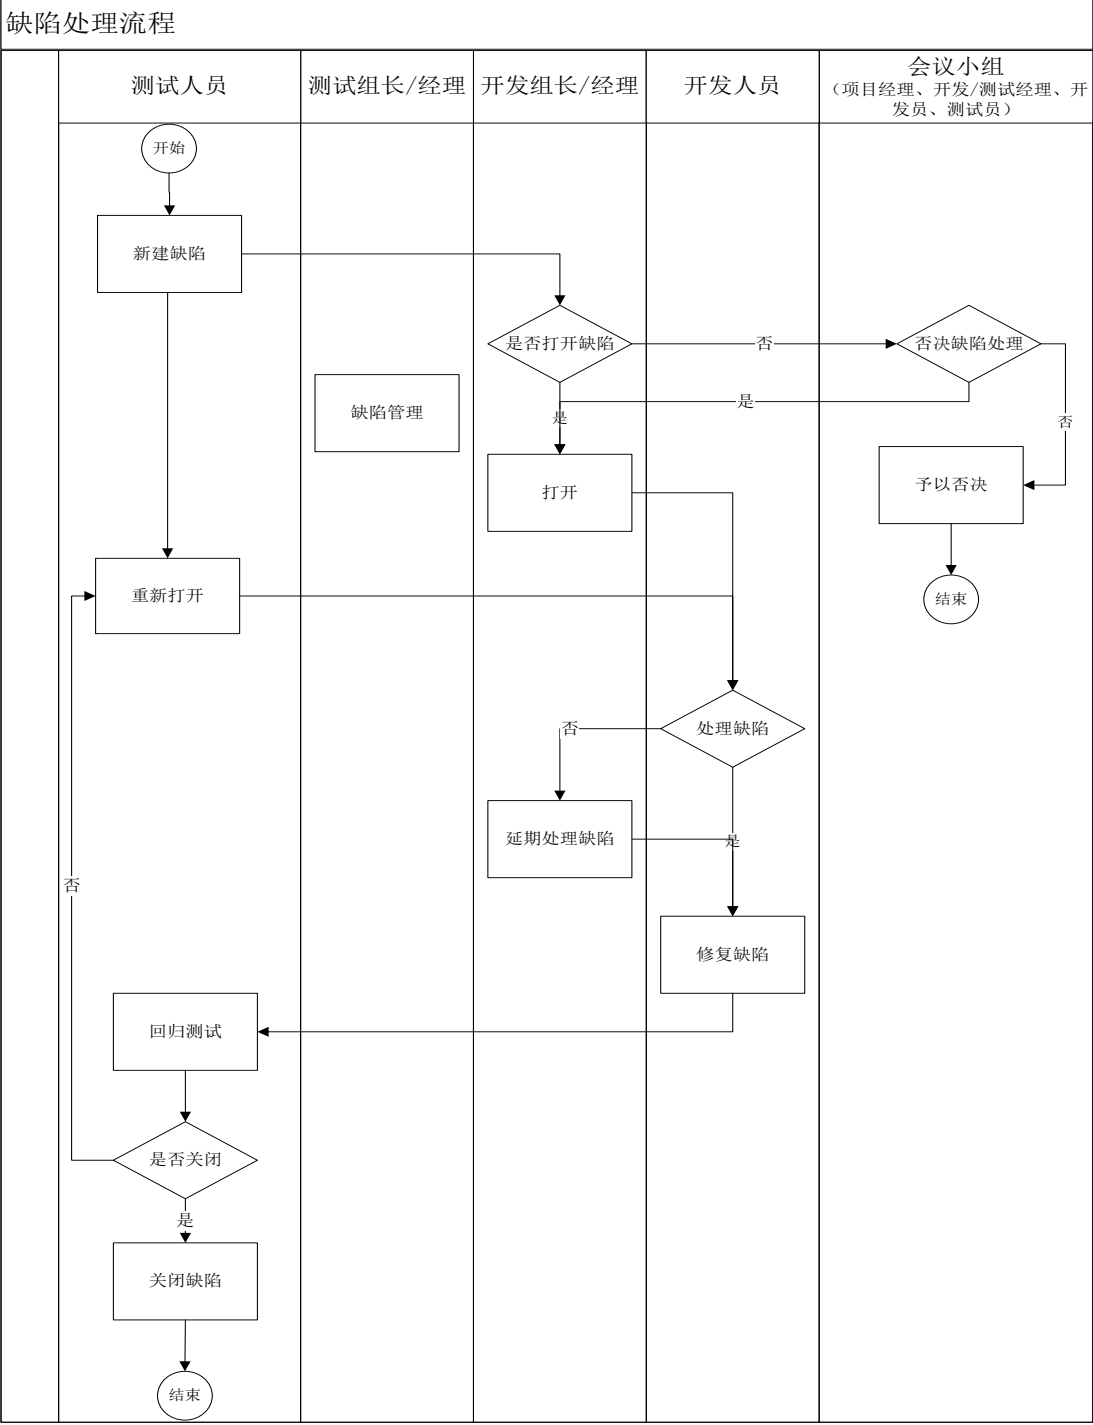 缺陷处理流程
测试人员
测试组长/经理
开发组长/经理
开发人员
会议小组
（项目经理、开发/测试经理、开
发员、测试员）
开始
新建缺陷
是否打开缺陷
否
否决缺陷处理
是
是
否
缺陷管理
打开
予以否决
重新打开
结束
处理缺陷
否
延期处理缺陷
是
否
修复缺陷
回归测试
是否关闭
是
关闭缺陷
结束